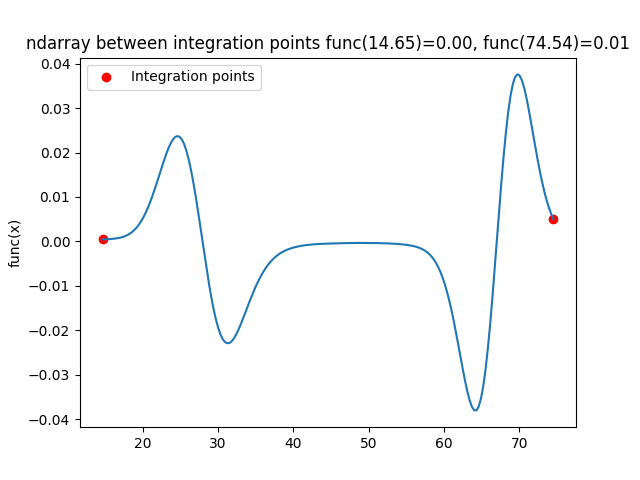 ndarray between integration points func(14.65)=0.00, func(74.54)=0.01
Integration points
func(x)
0.04
0.03
0.02
0.01
0.00
−0.01
−0.02
−0.03
−0.04
20 30 40 50 60 70